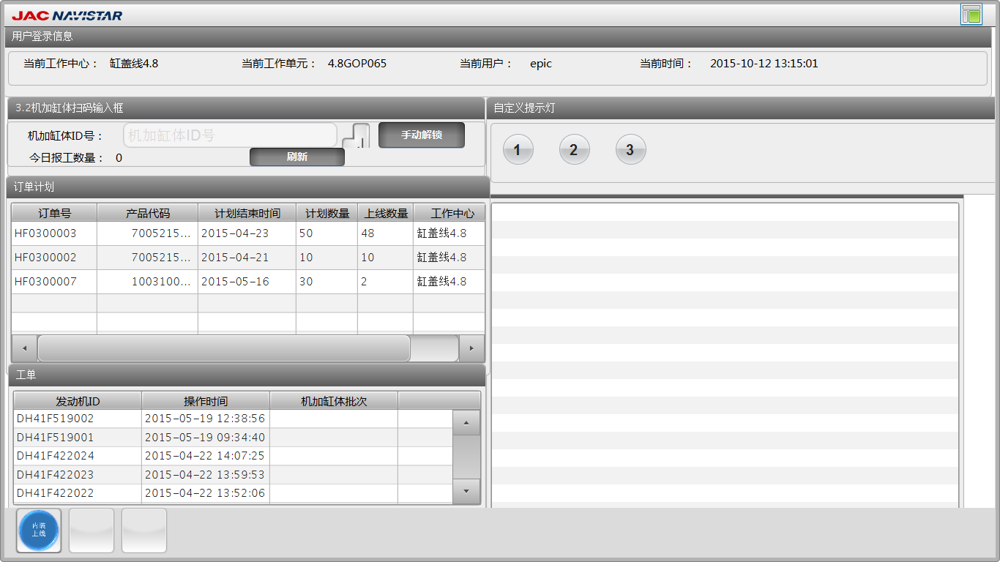 JAC NAVISTAR
用户登录信息
当前工作中心： 缸盖线4.8 当前工作单元： 4.8GOP065 当前用户： epic 当前时间： 2015-10-12 13:15:01
3.2机加缸体扫码输入框
机加缸体ID号： 机加缸体ID号 手动解锁
今日报工数量： 0 刷新
自定义提示灯
1 2 3
订单计划
订单号 产品代码 计划结束时间 计划数量 上线数量 工作中心
HF0300003 7005215... 2015-04-23 50 48 缸盖线4.8
HF0300002 7005215... 2015-04-21 10 10 缸盖线4.8
HF0300007 1003100... 2015-05-16 30 2 缸盖线4.8
工单
发动机ID 操作时间 机加缸体批次
DH41F519002 2015-05-19 12:38:56
DH41F519001 2015-05-19 09:34:40
DH41F422024 2015-04-22 14:07:25
DH41F422023 2015-04-22 13:59:53
DH41F422022 2015-04-22 13:52:06
内装
上线